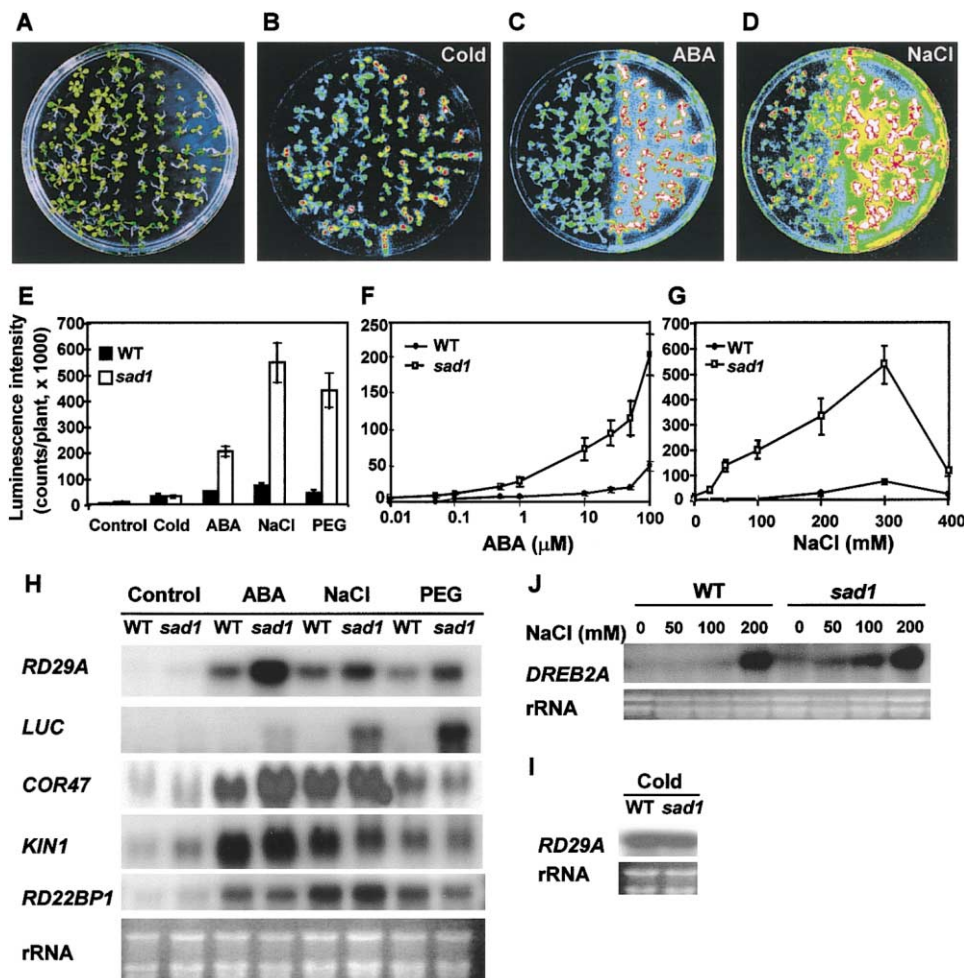 A
B
C
D
Cold
ABA
NaCl
E
F
G
Luminescence intensity
(counts/plant, x 1000)
700
600
500
400
300
200
100
0
WT
sad1
Control Cold ABA NaCl PEG
250
200
150
100
50
WT
sad1
0.01 0.1 1 10 100
ABA (µM)
700
600
500
400
300
200
100
0
WT
sad1
0 100 200 300 400
NaCl (mM)
H
Control ABA NaCl PEG
WT sad1 WT sad1 WT sad1 WT sad1
RD29A
LUC
COR47
KIN1
RD22BP1
rRNA
J
WT sad1
NaCl (mM) 0 50 100 200 0 50 100 200
DREB2A
rRNA
I
Cold
WT sad1
RD29A
rRNA